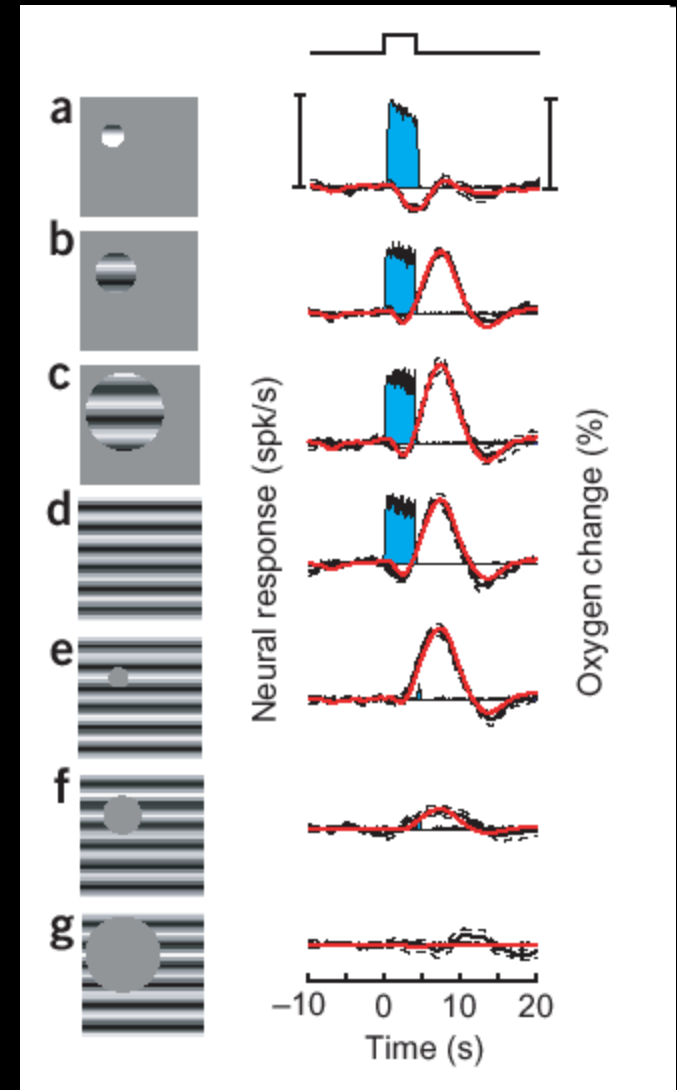 a
b
c
d
e
f
g
Neural response (spk/s)
Oxygen change (%)
−10 0 10 20
Time (s)